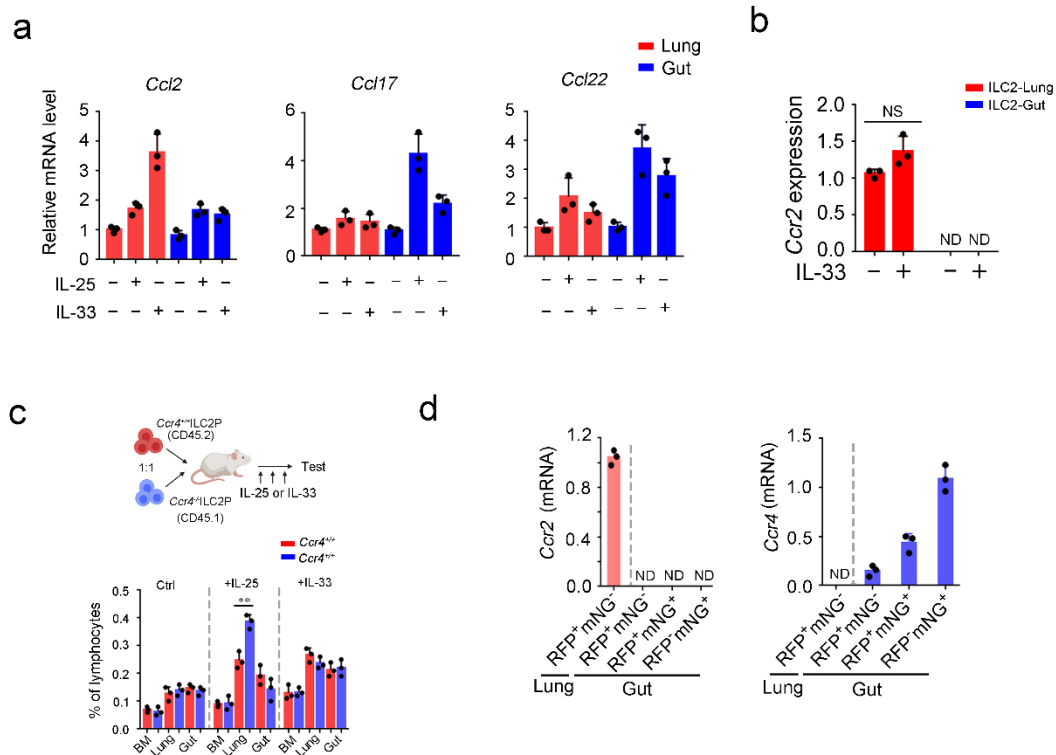 a
Lung
Gut
Ccl2
Ccl17
Ccl22
Relative mRNA level
5
4
3
2
1
0
6
4
2
0
5
4
3
2
1
0
IL-25 − + − − + − − + − − + − − + − − + −
IL-33 − − + − − + − − + − − + − − + − − +
b
ILC2-Lung
ILC2-Gut
Ccr2 expression
2.0
1.5
1.0
0.5
0.0
NS
ND ND
IL-33 − + − +
c
Ccr4+/+ILC2P
(CD45.2)
1:1
Ccr4-/-ILC2P
(CD45.1)
Test
IL-25 or IL-33
Ccr4+/+
Ccr4+/+
Ctrl +IL-25 +IL-33
**
% of lymphocytes
0.5
0.4
0.3
0.2
0.1
0.0
BM Lung Gut BM Lung Gut BM Lung Gut
d
Ccr2 (mRNA)
1.2
0.9
0.6
0.3
0.0
ND ND ND
RFP+mNG- RFP+mNG- RFP+mNG+ RFP-mNG+
Lung Gut
Ccr4 (mRNA)
1.5
1.0
0.5
0.0
ND
RFP+mNG- RFP+mNG- RFP+mNG+ RFP-mNG+
Lung Gut